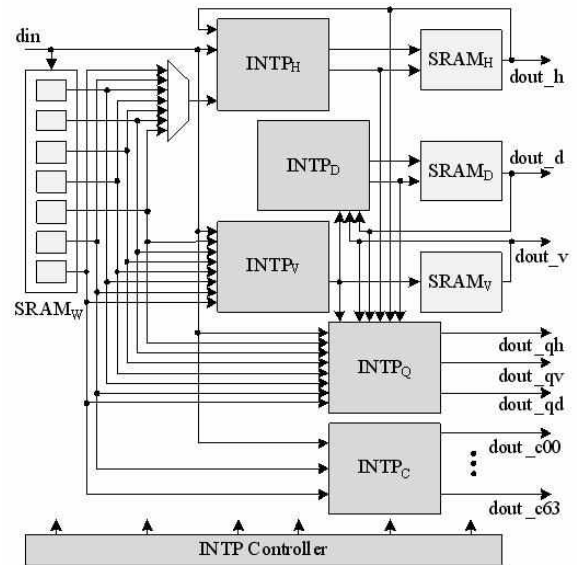 din
INTPH
SRAMH
dout_h
INTPD
SRAMD
dout_d
INTPV
SRAMV
dout_v
SRAMW
INTPQ
dout_qh
dout_qv
dout_qd
INTPC
dout_c00
dout_c63
INTP Controller